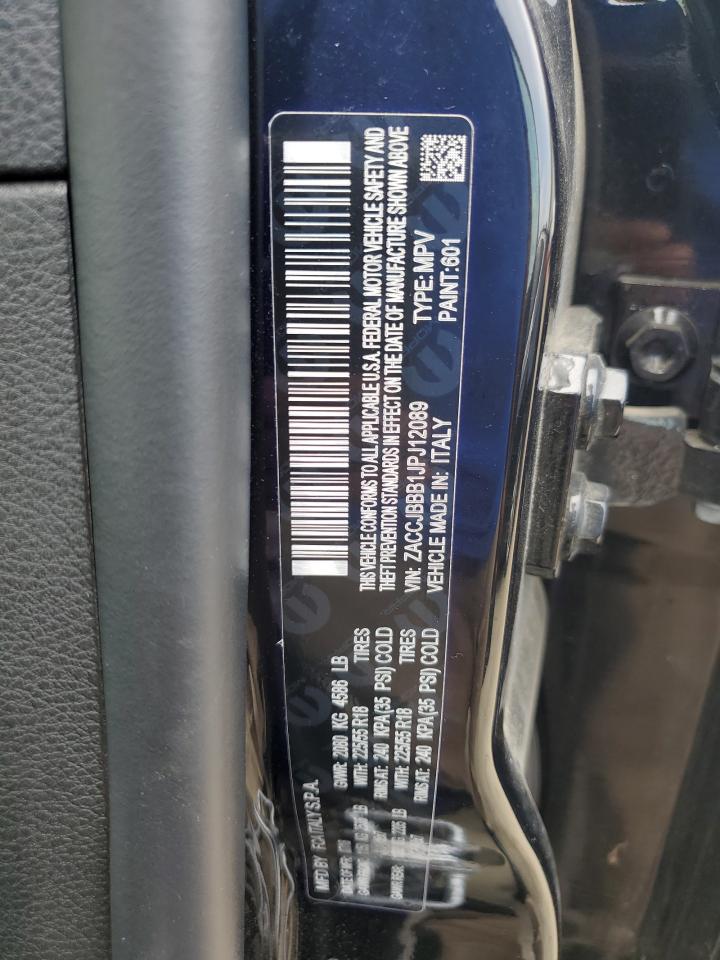 MFD BY FCA ITALY S.P.A.
GVWR: 2080 KG 4586 LB
WITH: 225/55 R18 TIRES
RIMS AT: 240 KPA(35 PSI) COLD
WITH: 225/55 R18 TIRES
RIMS AT: 240 KPA(35 PSI) COLD
THIS VEHICLE CONFORMS TO ALL APPLICABLE U.S.A. FEDERAL MOTOR VEHICLE SAFETY AND
THEFT PREVENTION STANDARDS IN EFFECT ON THE DATE OF MANUFACTURE SHOWN ABOVE
VIN: ZACCJBBB1JPJ12089 TYPE: MPV
VEHICLE MADE IN: ITALY PAINT:601